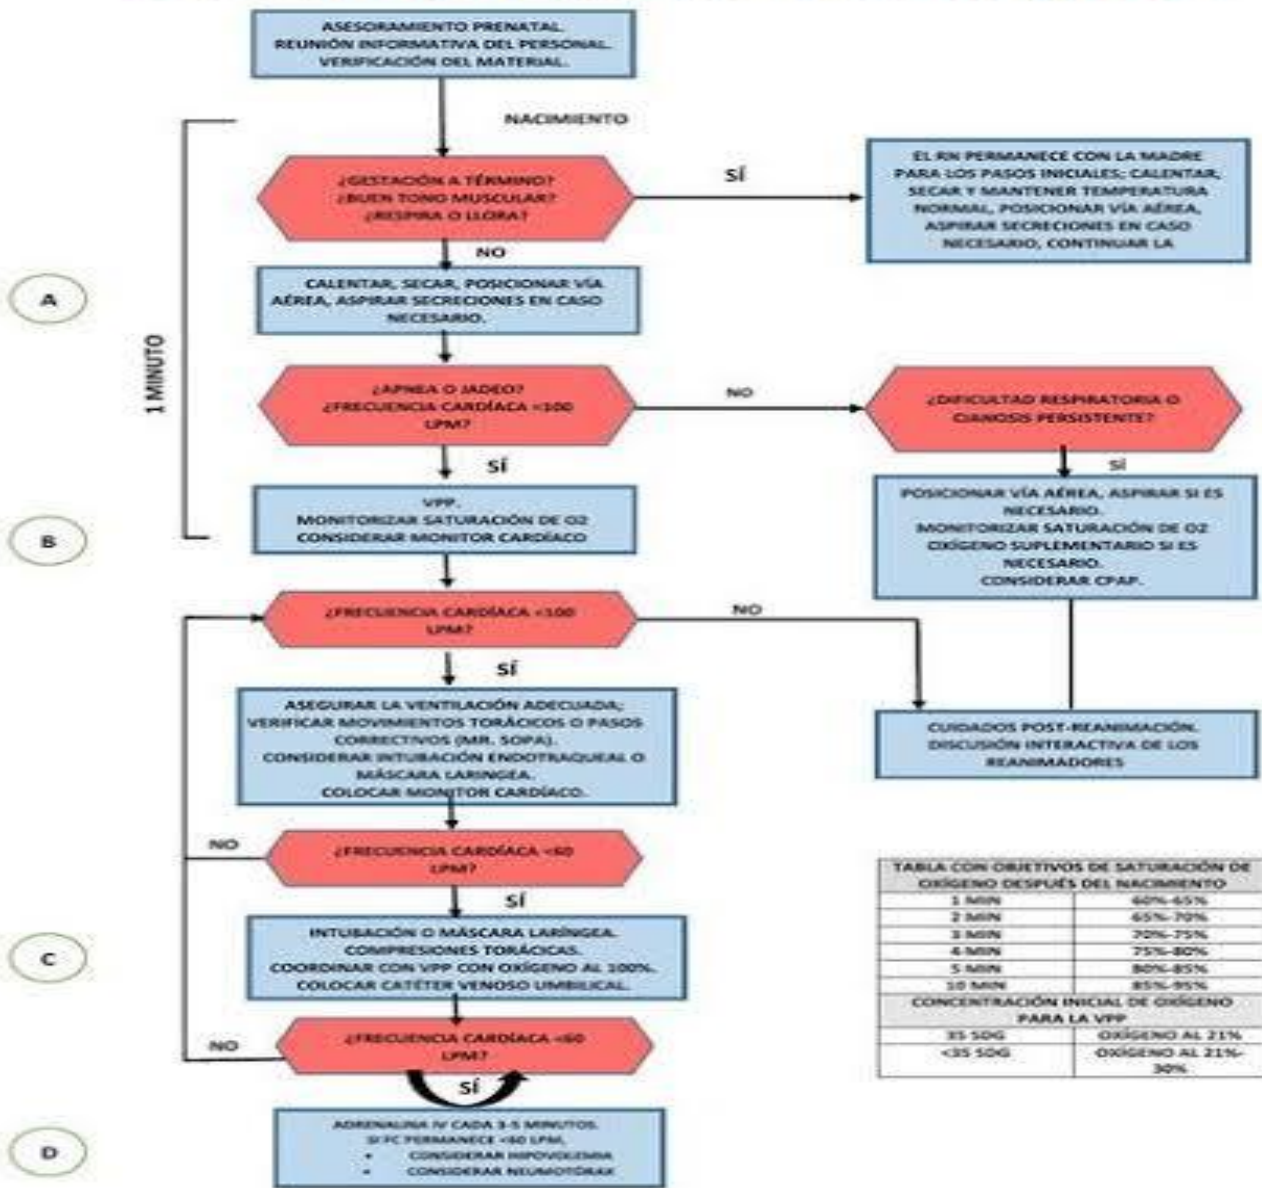 ASESORAMIENTO PRENATAL.
REUNIÓN INFORMATIVA DEL PERSONAL.
VERIFICACIÓN DEL MATERIAL.
NACIMIENTO
¿GESTACIÓN A TÉRMINO?
¿BUEN TONO MUSCULAR?
¿RESPIRA O LLORA?
SÍ
EL RN PERMANECE CON LA MADRE
PARA LOS PASOS INICIALES; CALENTAR,
SECAR Y MANTENER TEMPERATURA
NORMAL, POSICIONAR VÍA AÉREA,
ASPIRAR SECRECIONES EN CASO
NECESARIO, CONTINUAR LA
NO
A
CALENTAR, SECAR, POSICIONAR VÍA
AÉREA, ASPIRAR SECRECIONES EN CASO
NECESARIO.
1 MINUTO
¿APNEA O JADEO?
¿FRECUENCIA CARDÍACA <100
LPM?
NO
¿DIFICULTAD RESPIRATORIA O
CIANOSIS PERSISTENTE?
SÍ
SÍ
B
VPP.
MONITORIZAR SATURACIÓN DE O2
CONSIDERAR MONITOR CARDÍACO
POSICIONAR VÍA AÉREA, ASPIRAR SI ES
NECESARIO.
MONITORIZAR SATURACIÓN DE O2
OXÍGENO SUPLEMENTARIO SI ES
NECESARIO.
CONSIDERAR CPAP.
¿FRECUENCIA CARDÍACA <100
LPM?
NO
SÍ
ASEGURAR LA VENTILACIÓN ADECUADA;
VERIFICAR MOVIMIENTOS TORÁCICOS O PASOS
CORRECTIVOS (MR. SOPA).
CONSIDERAR INTUBACIÓN ENDOTRAQUEAL O
MÁSCARA LARINGEA.
COLOCAR MONITOR CARDÍACO.
CUIDADOS POST-REANIMACIÓN.
DISCUSIÓN INTERACTIVA DE LOS
REANIMADORES
NO
¿FRECUENCIA CARDÍACA <60
LPM?
SÍ
C
INTUBACIÓN O MÁSCARA LARÍNGEA.
COMPRESIONES TORÁCICAS.
COORDINAR CON VPP CON OXÍGENO AL 100%.
COLOCAR CATÉTER VENOSO UMBILICAL.
NO
¿FRECUENCIA CARDÍACA <60
LPM?
SÍ
D
ADRENALINA IV CADA 3-5 MINUTOS.
SI FC PERMANECE <60 LPM,
• CONSIDERAR HIPOVOLEMIA
• CONSIDERAR NEUMOTÓRAX
TABLA CON OBJETIVOS DE SATURACIÓN DE
OXÍGENO DESPUÉS DEL NACIMIENTO
1 MIN 60%-65%
2 MIN 65%-70%
3 MIN 70%-75%
4 MIN 75%-80%
5 MIN 80%-85%
10 MIN 85%-95%
CONCENTRACIÓN INICIAL DE OXÍGENO
PARA LA VPP
35 SDG OXÍGENO AL 21%
<35 SDG OXÍGENO AL 21%-
30%